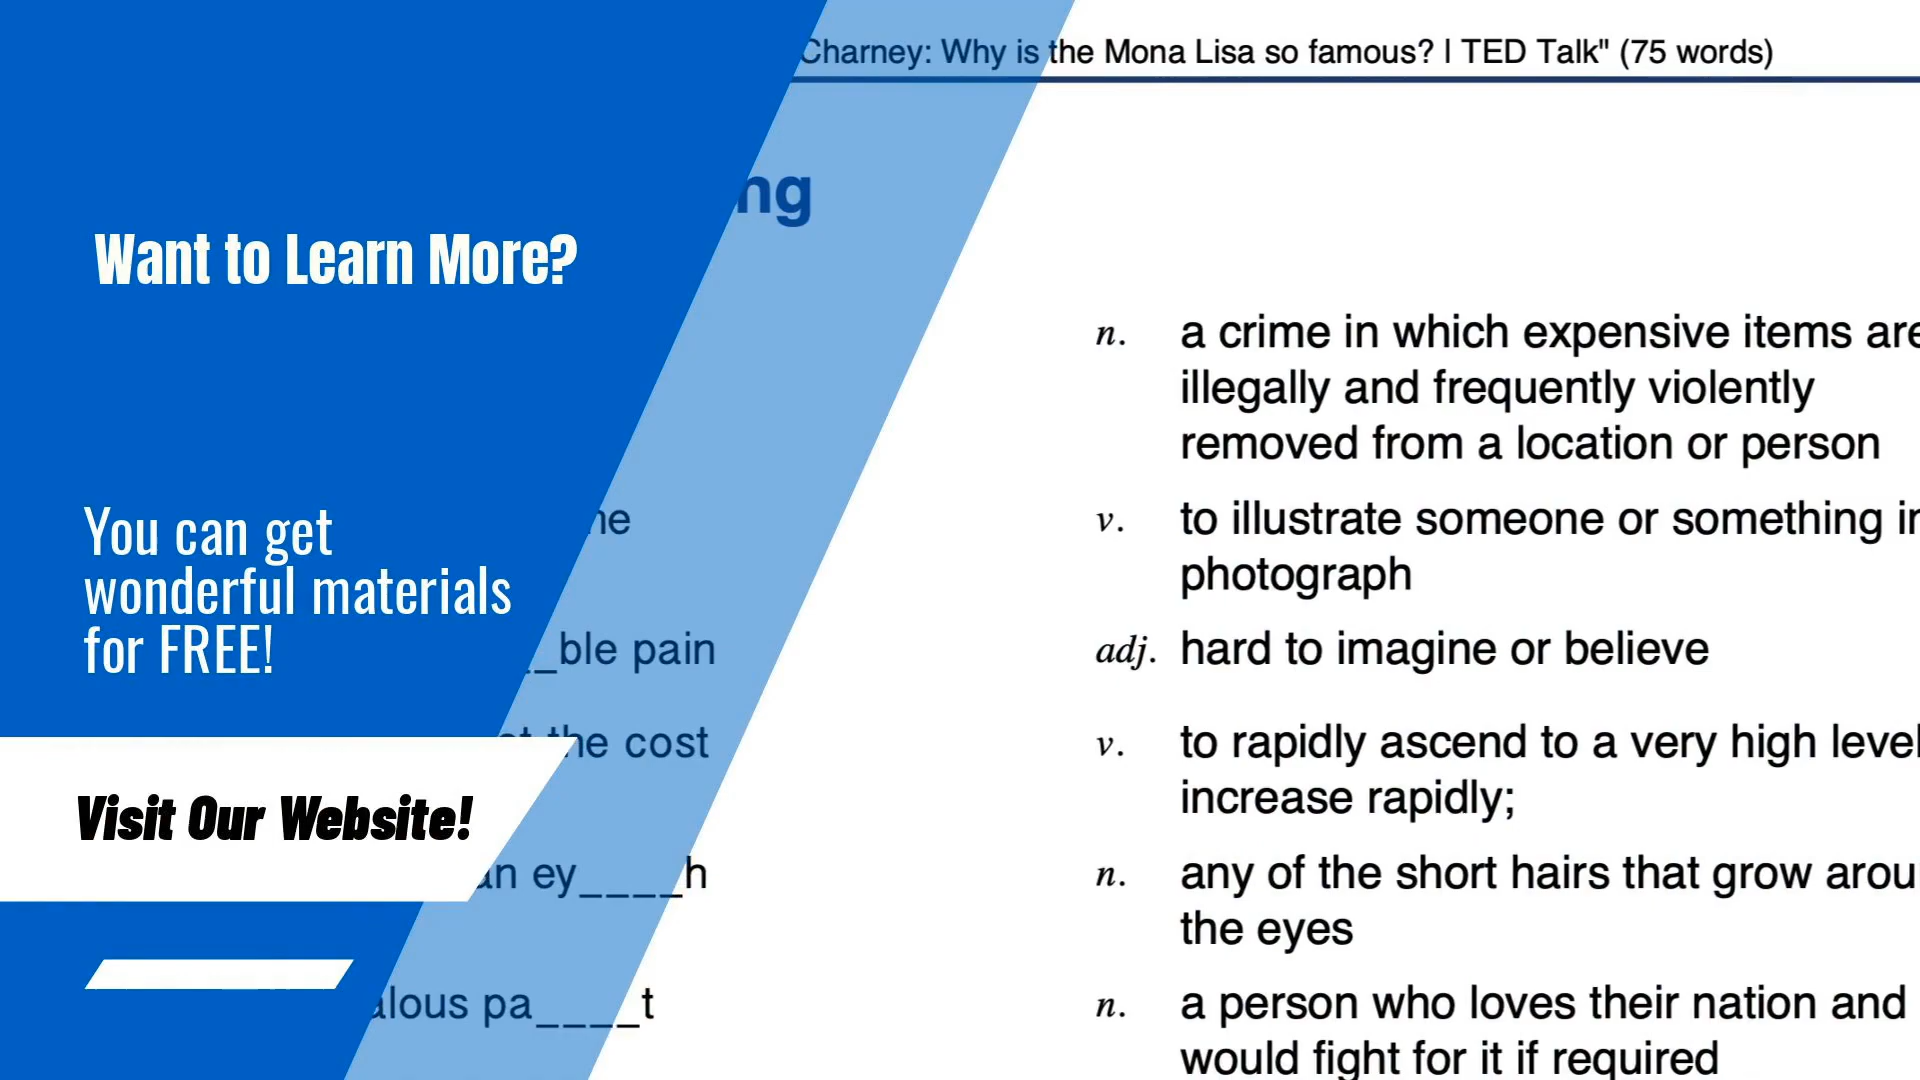 Charney: Why is the Mona Lisa so famous? | TED Talk" (75 words)
ng
Want to Learn More?
You can get
wonderful materials
for FREE!
Visit Our Website!
n. a crime in which expensive items are
illegally and frequently violently
removed from a location or person
ne
v. to illustrate someone or something in
photograph
_ble pain
adj. hard to imagine or believe
the cost
v. to rapidly ascend to a very high level
increase rapidly;
an ey____h
n. any of the short hairs that grow arou
the eyes
alous pa____t
n. a person who loves their nation and
would fight for it if required